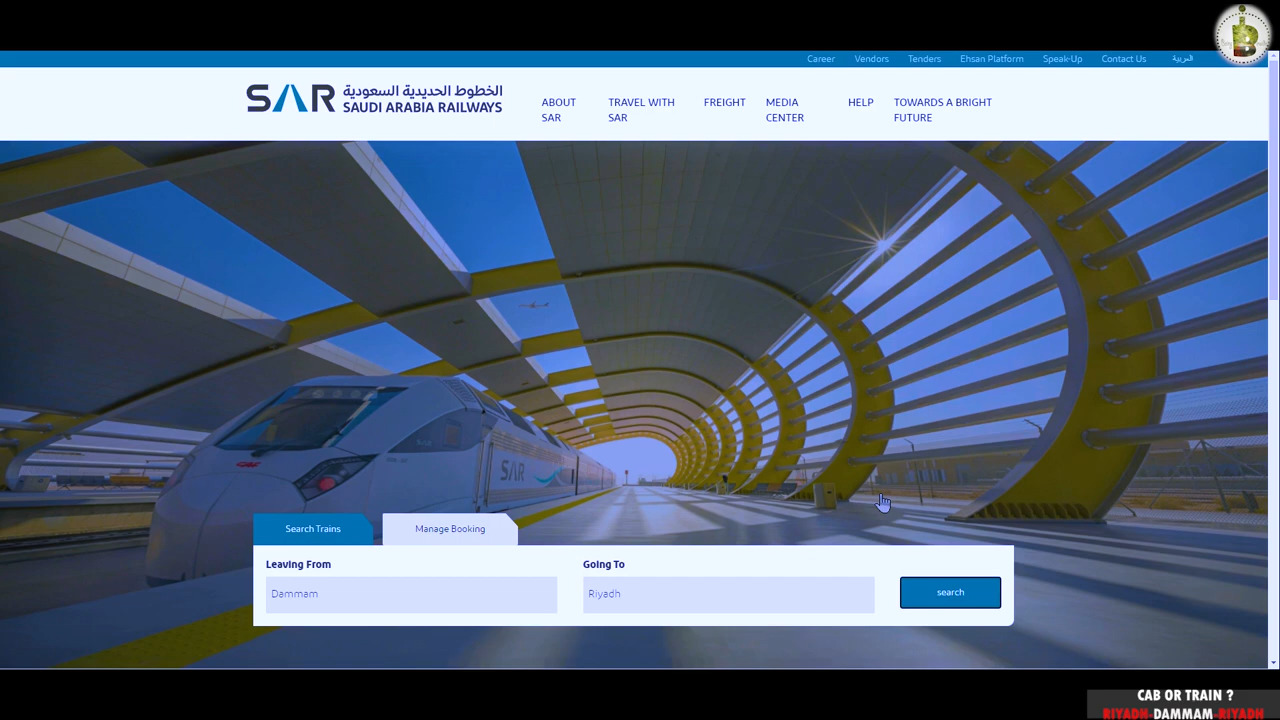 Career Vendors Tenders Ehsan Platform Speak-Up Contact Us العربية
SAR
الخطوط الحديدية السعودية
SAUDI ARABIA RAILWAYS
ABOUT SAR
TRAVEL WITH SAR
FREIGHT
MEDIA CENTER
HELP
TOWARDS A BRIGHT FUTURE
SAR
Search Trains
Manage Booking
Leaving From
Dammam
Going To
Riyadh
search
CAB OR TRAIN ?
RIYADH-DAMMAM-RIYADH